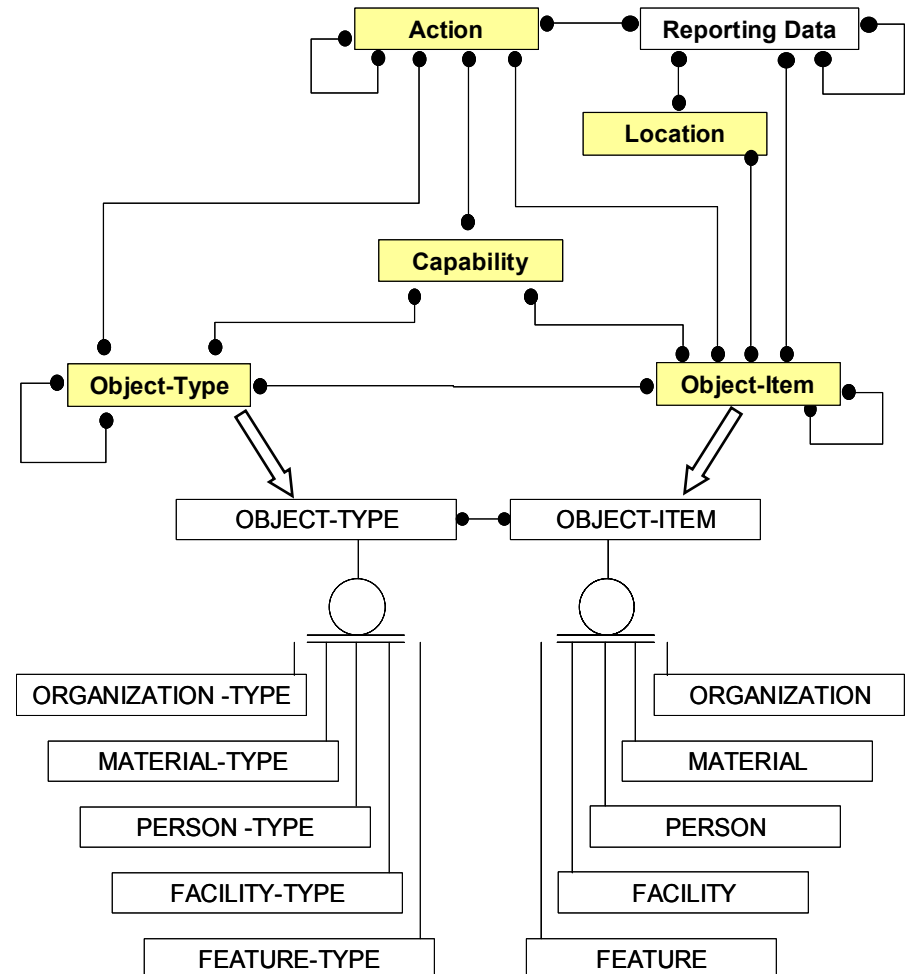 Action
Reporting Data
Location
Capability
Object-Type
Object-Item
OBJECT-TYPE
OBJECT-ITEM
ORGANIZATION -TYPE
ORGANIZATION
MATERIAL-TYPE
MATERIAL
PERSON -TYPE
PERSON
FACILITY-TYPE
FACILITY
FEATURE-TYPE
FEATURE